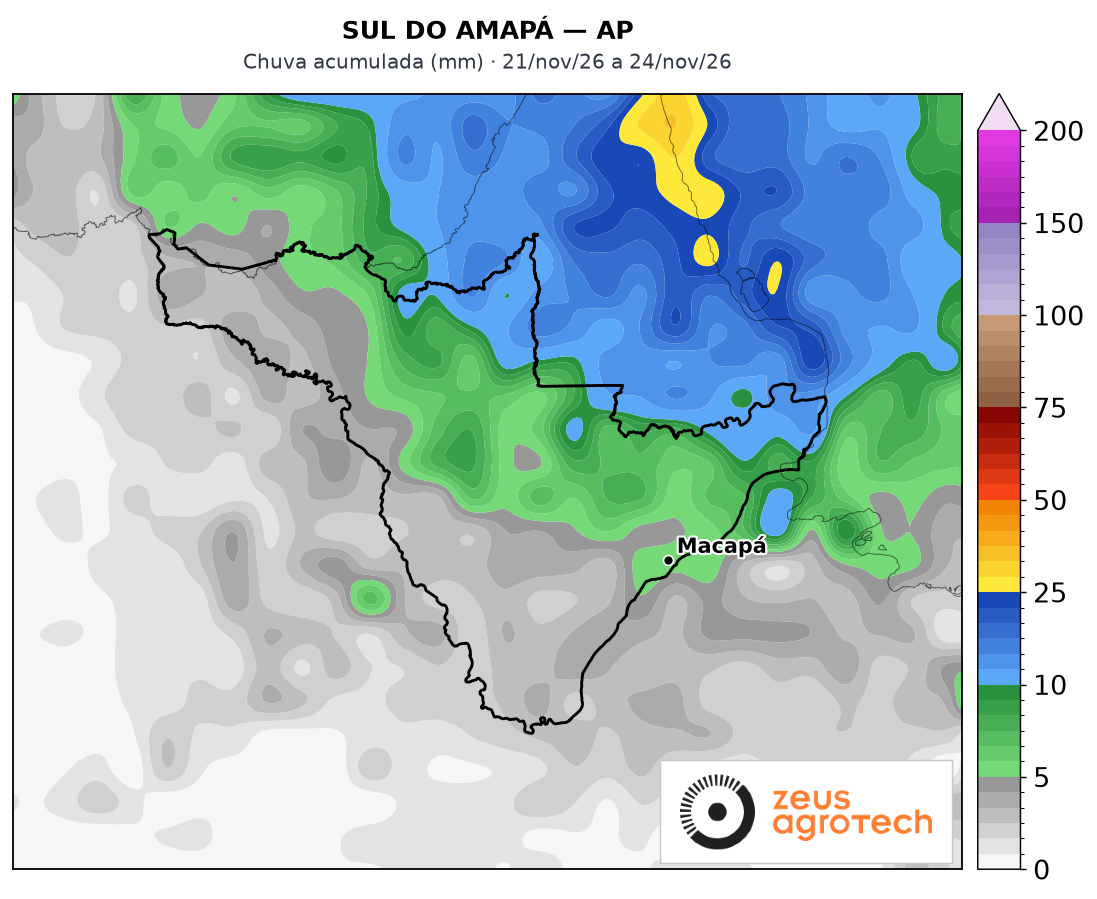 SUL DO AMAPÁ — AP
Chuva acumulada (mm) · 21/nov/26 a 24/nov/26
200
150
100
75
50
25
10
5
0
Macapá
zeus
agroTech